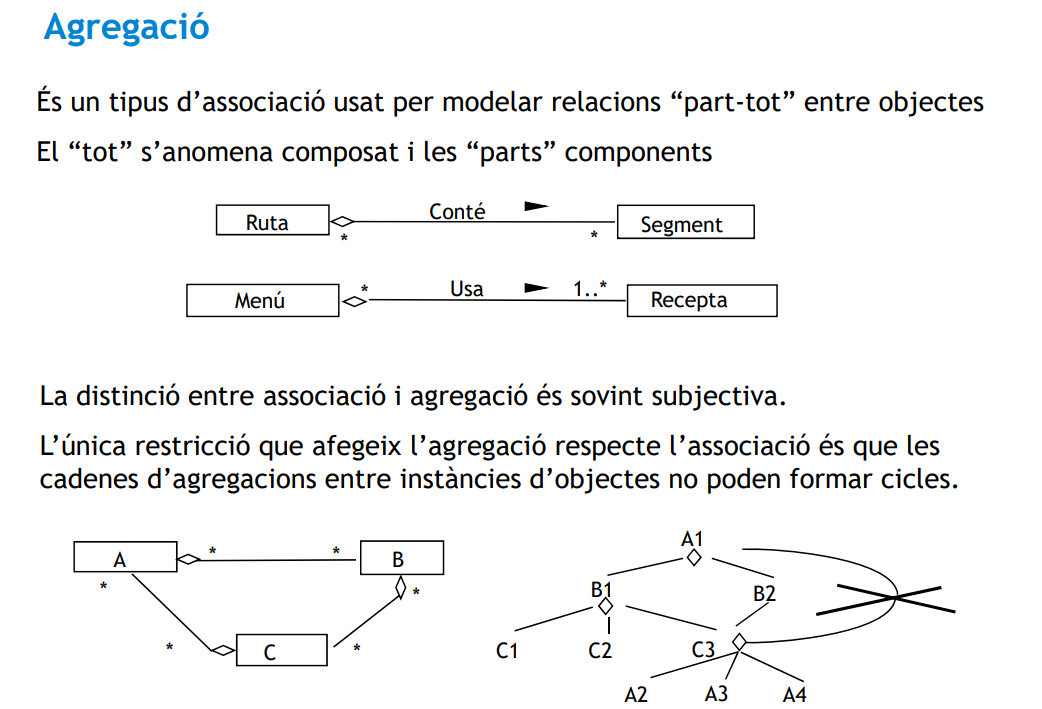 Agregació
És un tipus d’associació usat per modelar relacions “part-tot” entre objectes
El “tot” s’anomena composat i les “parts” components
Ruta * Conté * Segment
Menú * Usa 1..* Recepta
La distinció entre associació i agregació és sovint subjectiva.
L’única restricció que afegeix l’agregació respecte l’associació és que les
cadenes d’agregacions entre instàncies d’objectes no poden formar cicles.
A * * B
* *
* C *
A1
B1 B2
C1 C2 C3
A2 A3 A4